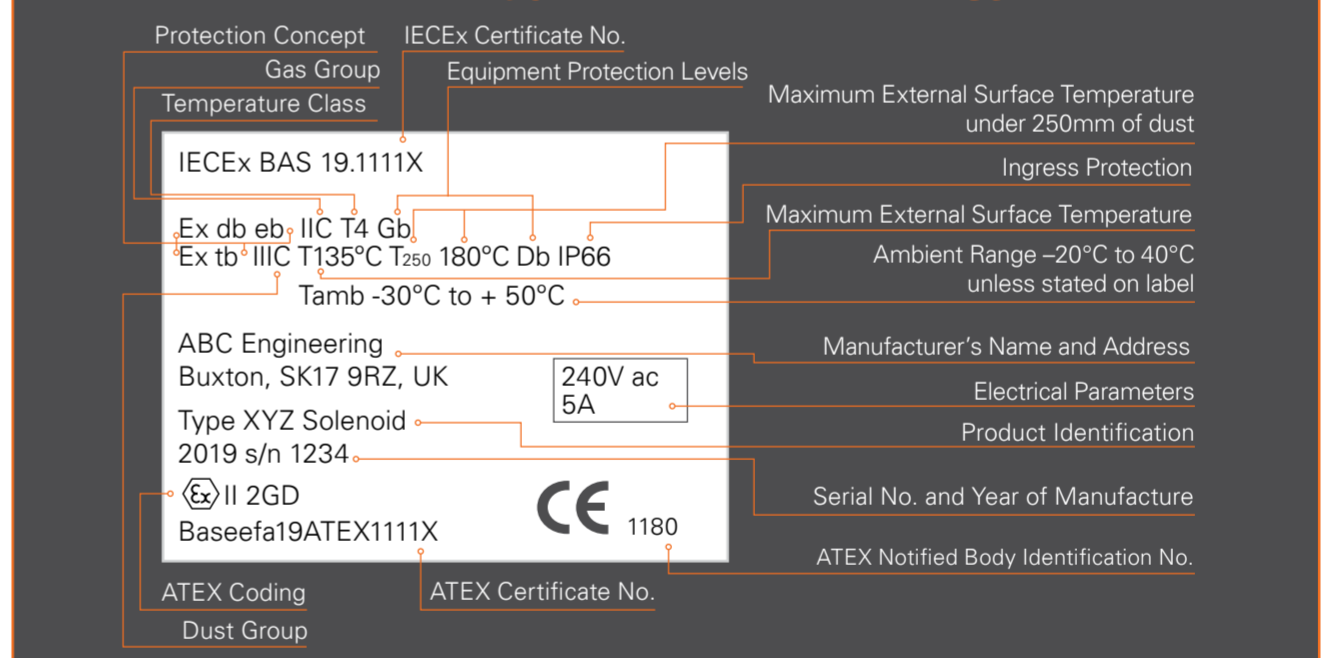 Protection Concept
IECEx Certificate No.
Gas Group
Equipment Protection Levels
Temperature Class
Maximum External Surface Temperature
under 250mm of dust
Ingress Protection
Maximum External Surface Temperature
Ambient Range –20°C to 40°C
unless stated on label
Manufacturer's Name and Address
Electrical Parameters
Product Identification
Serial No. and Year of Manufacture
ATEX Notified Body Identification No.
IECEx BAS 19.1111X
Ex db eb IIC T4 Gb
Ex tb IIIC T135°C T250 180°C Db IP66
Tamb -30°C to + 50°C
ABC Engineering
Buxton, SK17 9RZ, UK
240V ac
5A
Type XYZ Solenoid
2019 s/n 1234
Ex II 2GD
CE 1180
Baseefa19ATEX1111X
ATEX Coding
ATEX Certificate No.
Dust Group